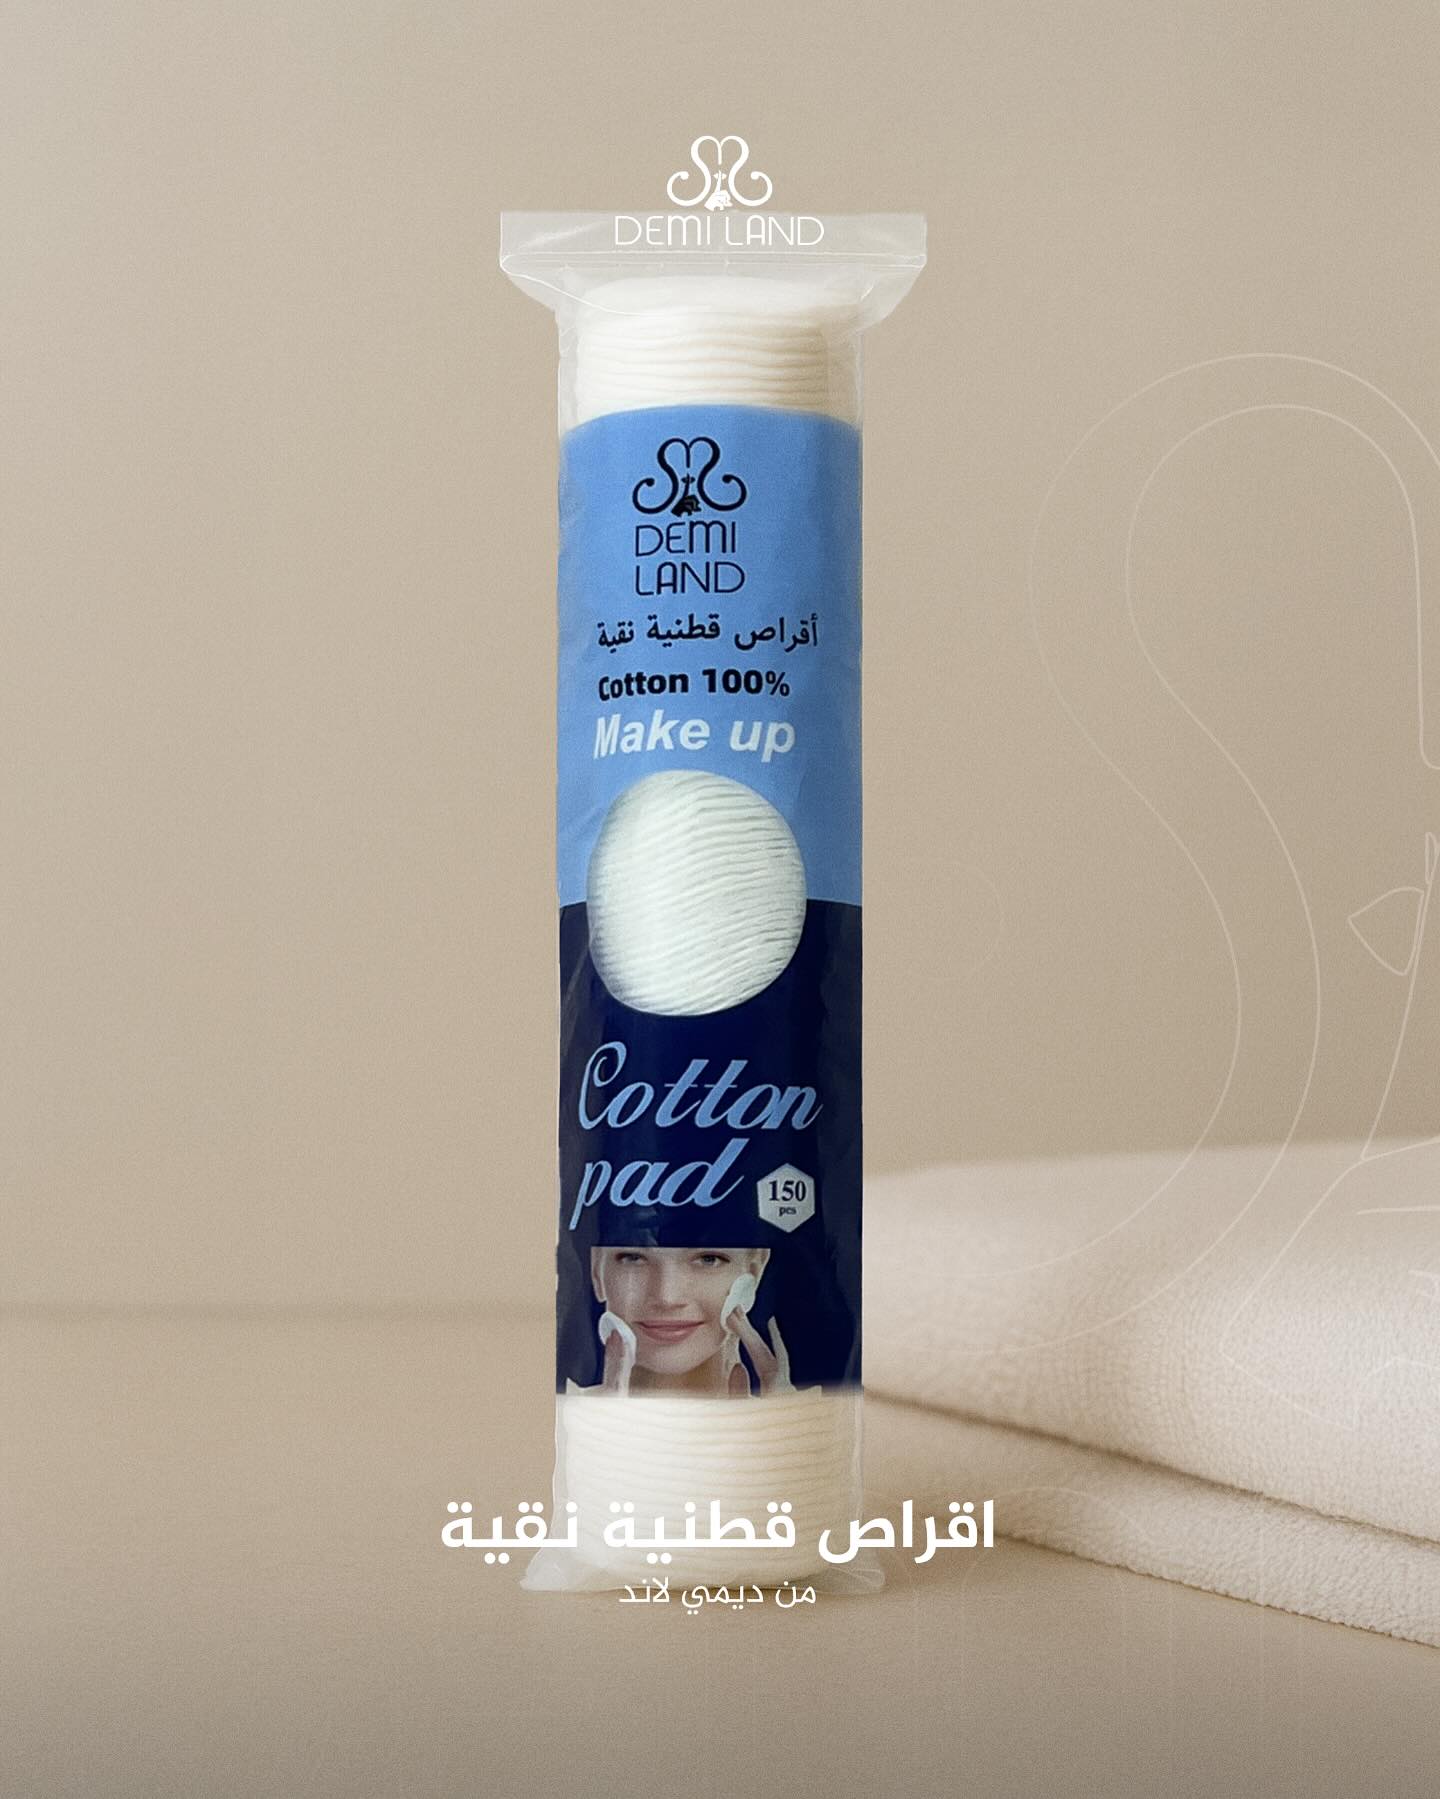 DEMI LAND
DEMI
LAND
أقراص قطنية نقية
Cotton 100%
Make up
Cotton
pad
150
pcs
اقراص قطنية نقية
من ديمي لاند